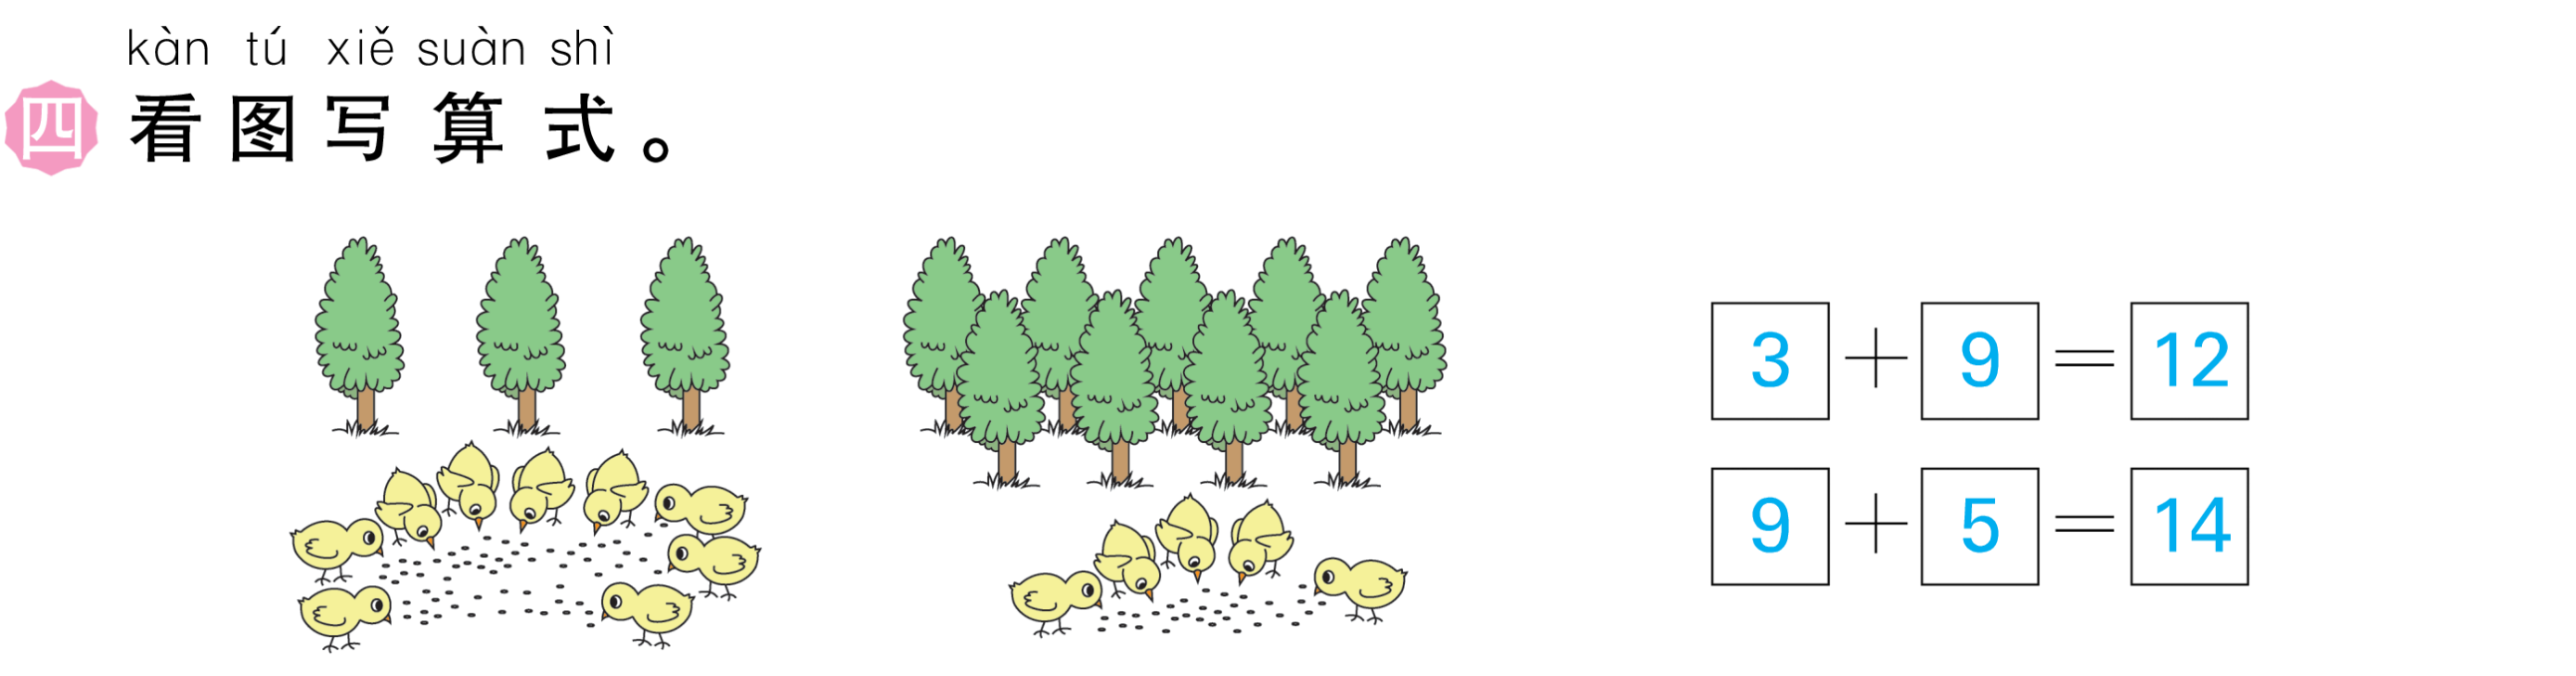 kàn tú xiě suàn shì
四 看图写算式。
3 + 9 = 12
9 + 5 = 14